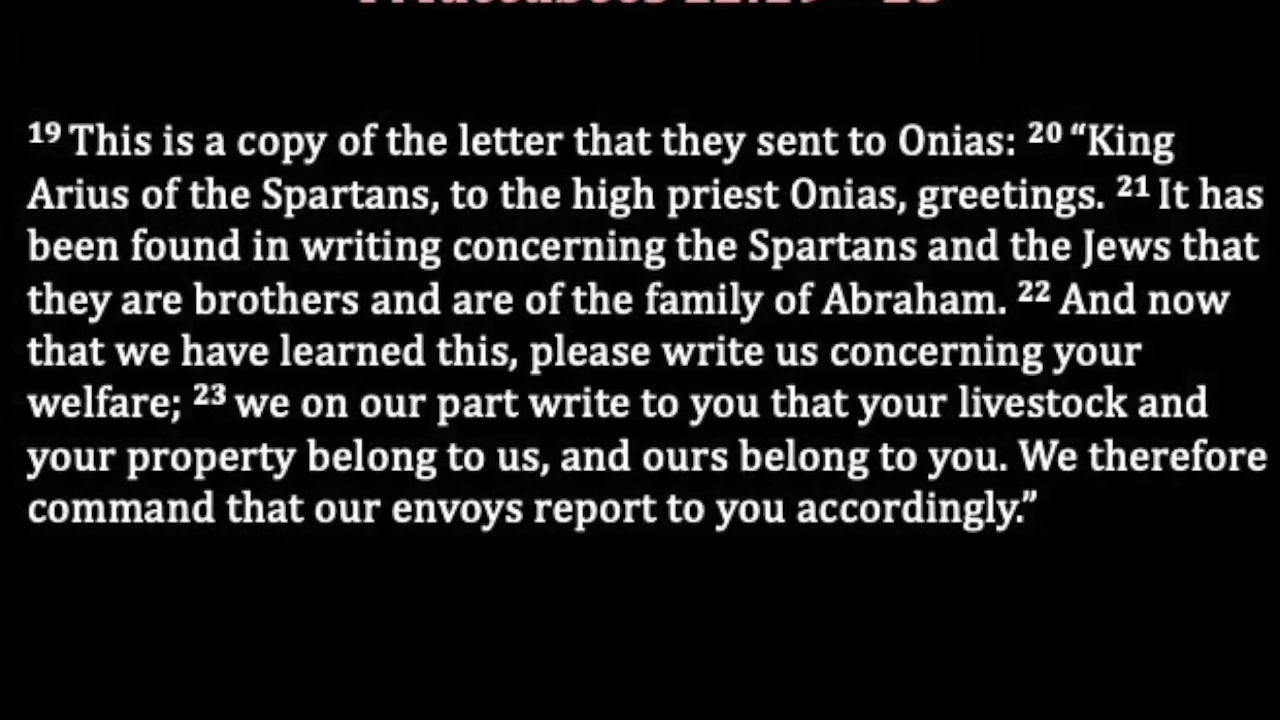 ¹⁹ This is a copy of the letter that they sent to Onias: ²⁰ “King
Arius of the Spartans, to the high priest Onias, greetings. ²¹ It has
been found in writing concerning the Spartans and the Jews that
they are brothers and are of the family of Abraham. ²² And now
that we have learned this, please write us concerning your
welfare; ²³ we on our part write to you that your livestock and
your property belong to us, and ours belong to you. We therefore
command that our envoys report to you accordingly.”